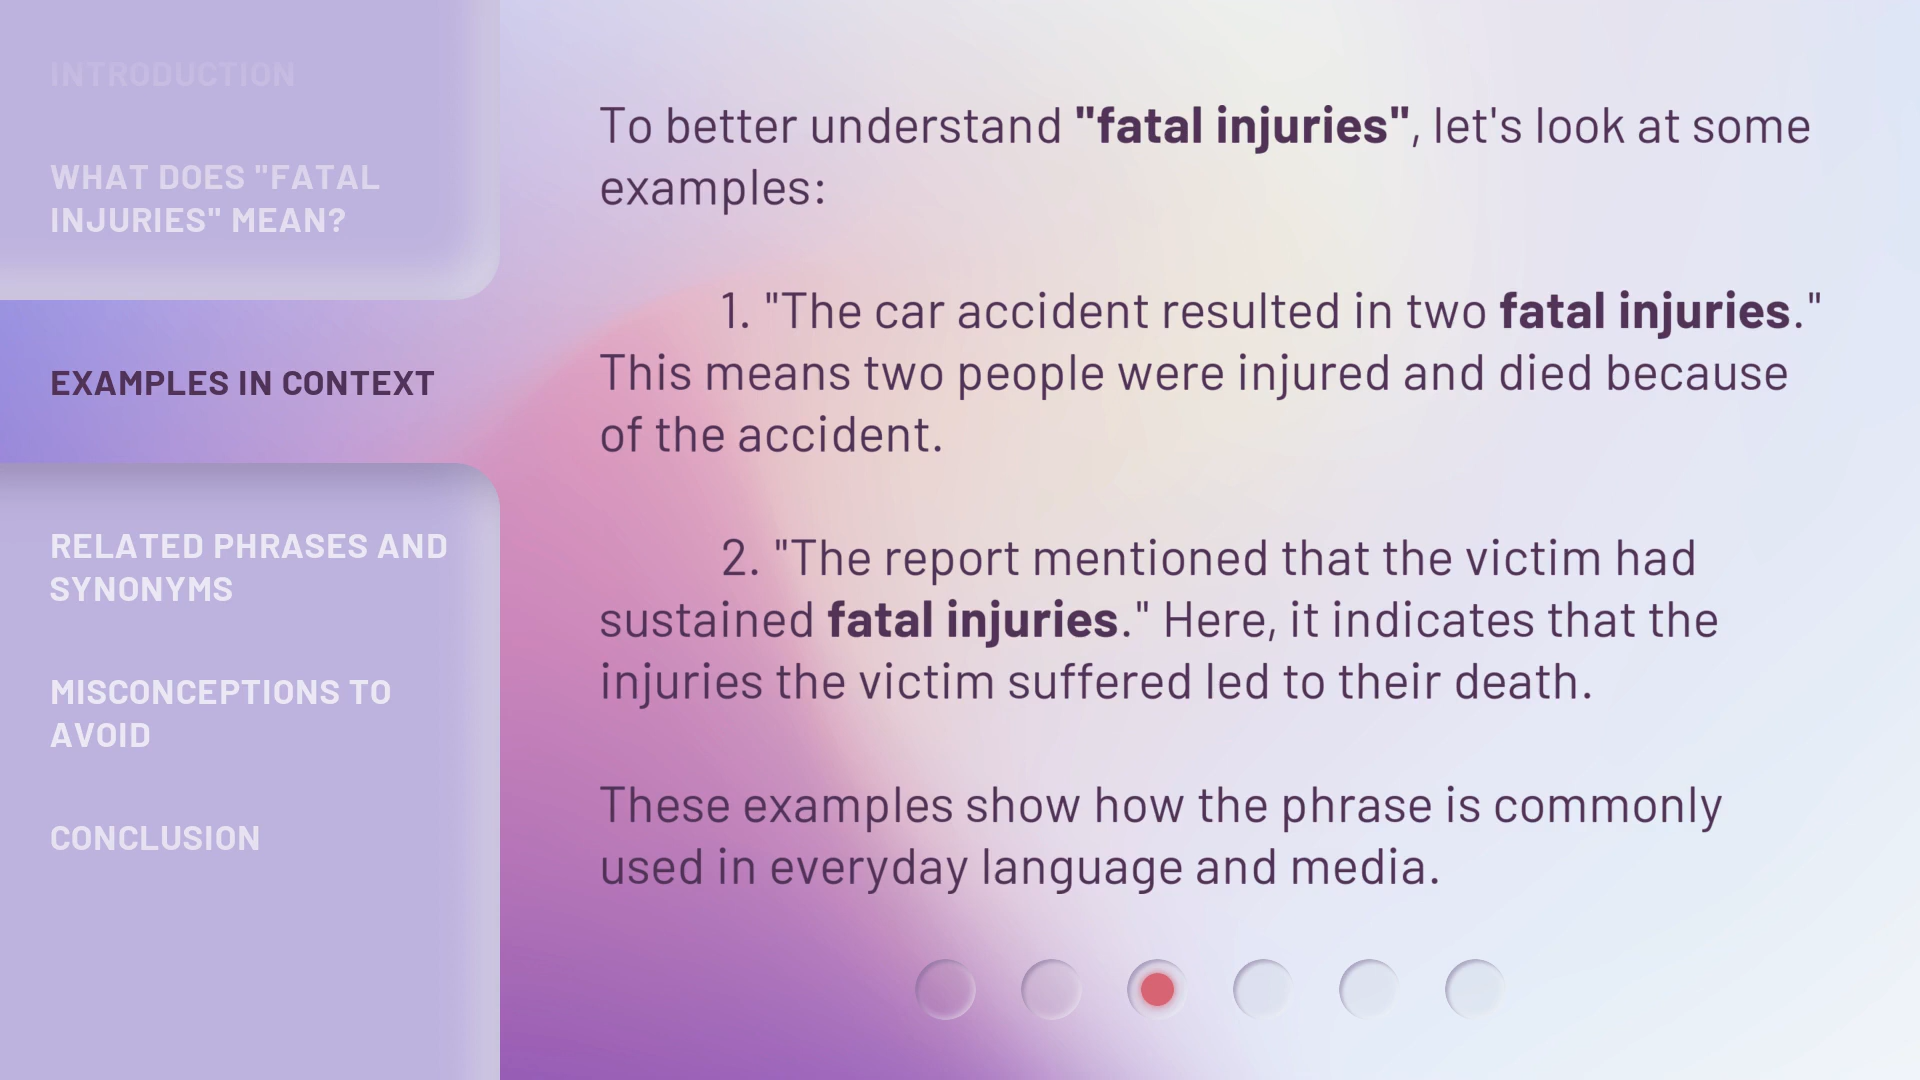 INTRODUCTION
WHAT DOES "FATAL
INJURIES" MEAN?
EXAMPLES IN CONTEXT
RELATED PHRASES AND
SYNONYMS
MISCONCEPTIONS TO
AVOID
CONCLUSION
To better understand "fatal injuries", let's look at some
examples:
1. "The car accident resulted in two fatal injuries."
This means two people were injured and died because
of the accident.
2. "The report mentioned that the victim had
sustained fatal injuries." Here, it indicates that the
injuries the victim suffered led to their death.
These examples show how the phrase is commonly
used in everyday language and media.